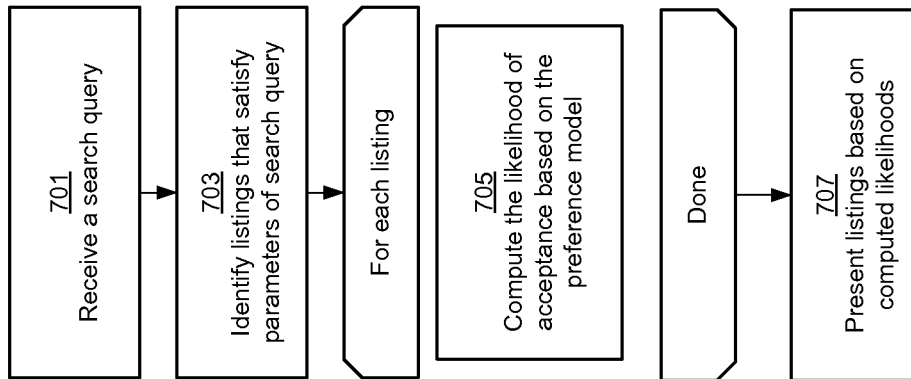 701
Receive a search query
703
Identify listings that satisfy
parameters of search query
For each listing
705
Compute the likelihood of
acceptance based on the
preference model
Done
707
Present listings based on
computed likelihoods